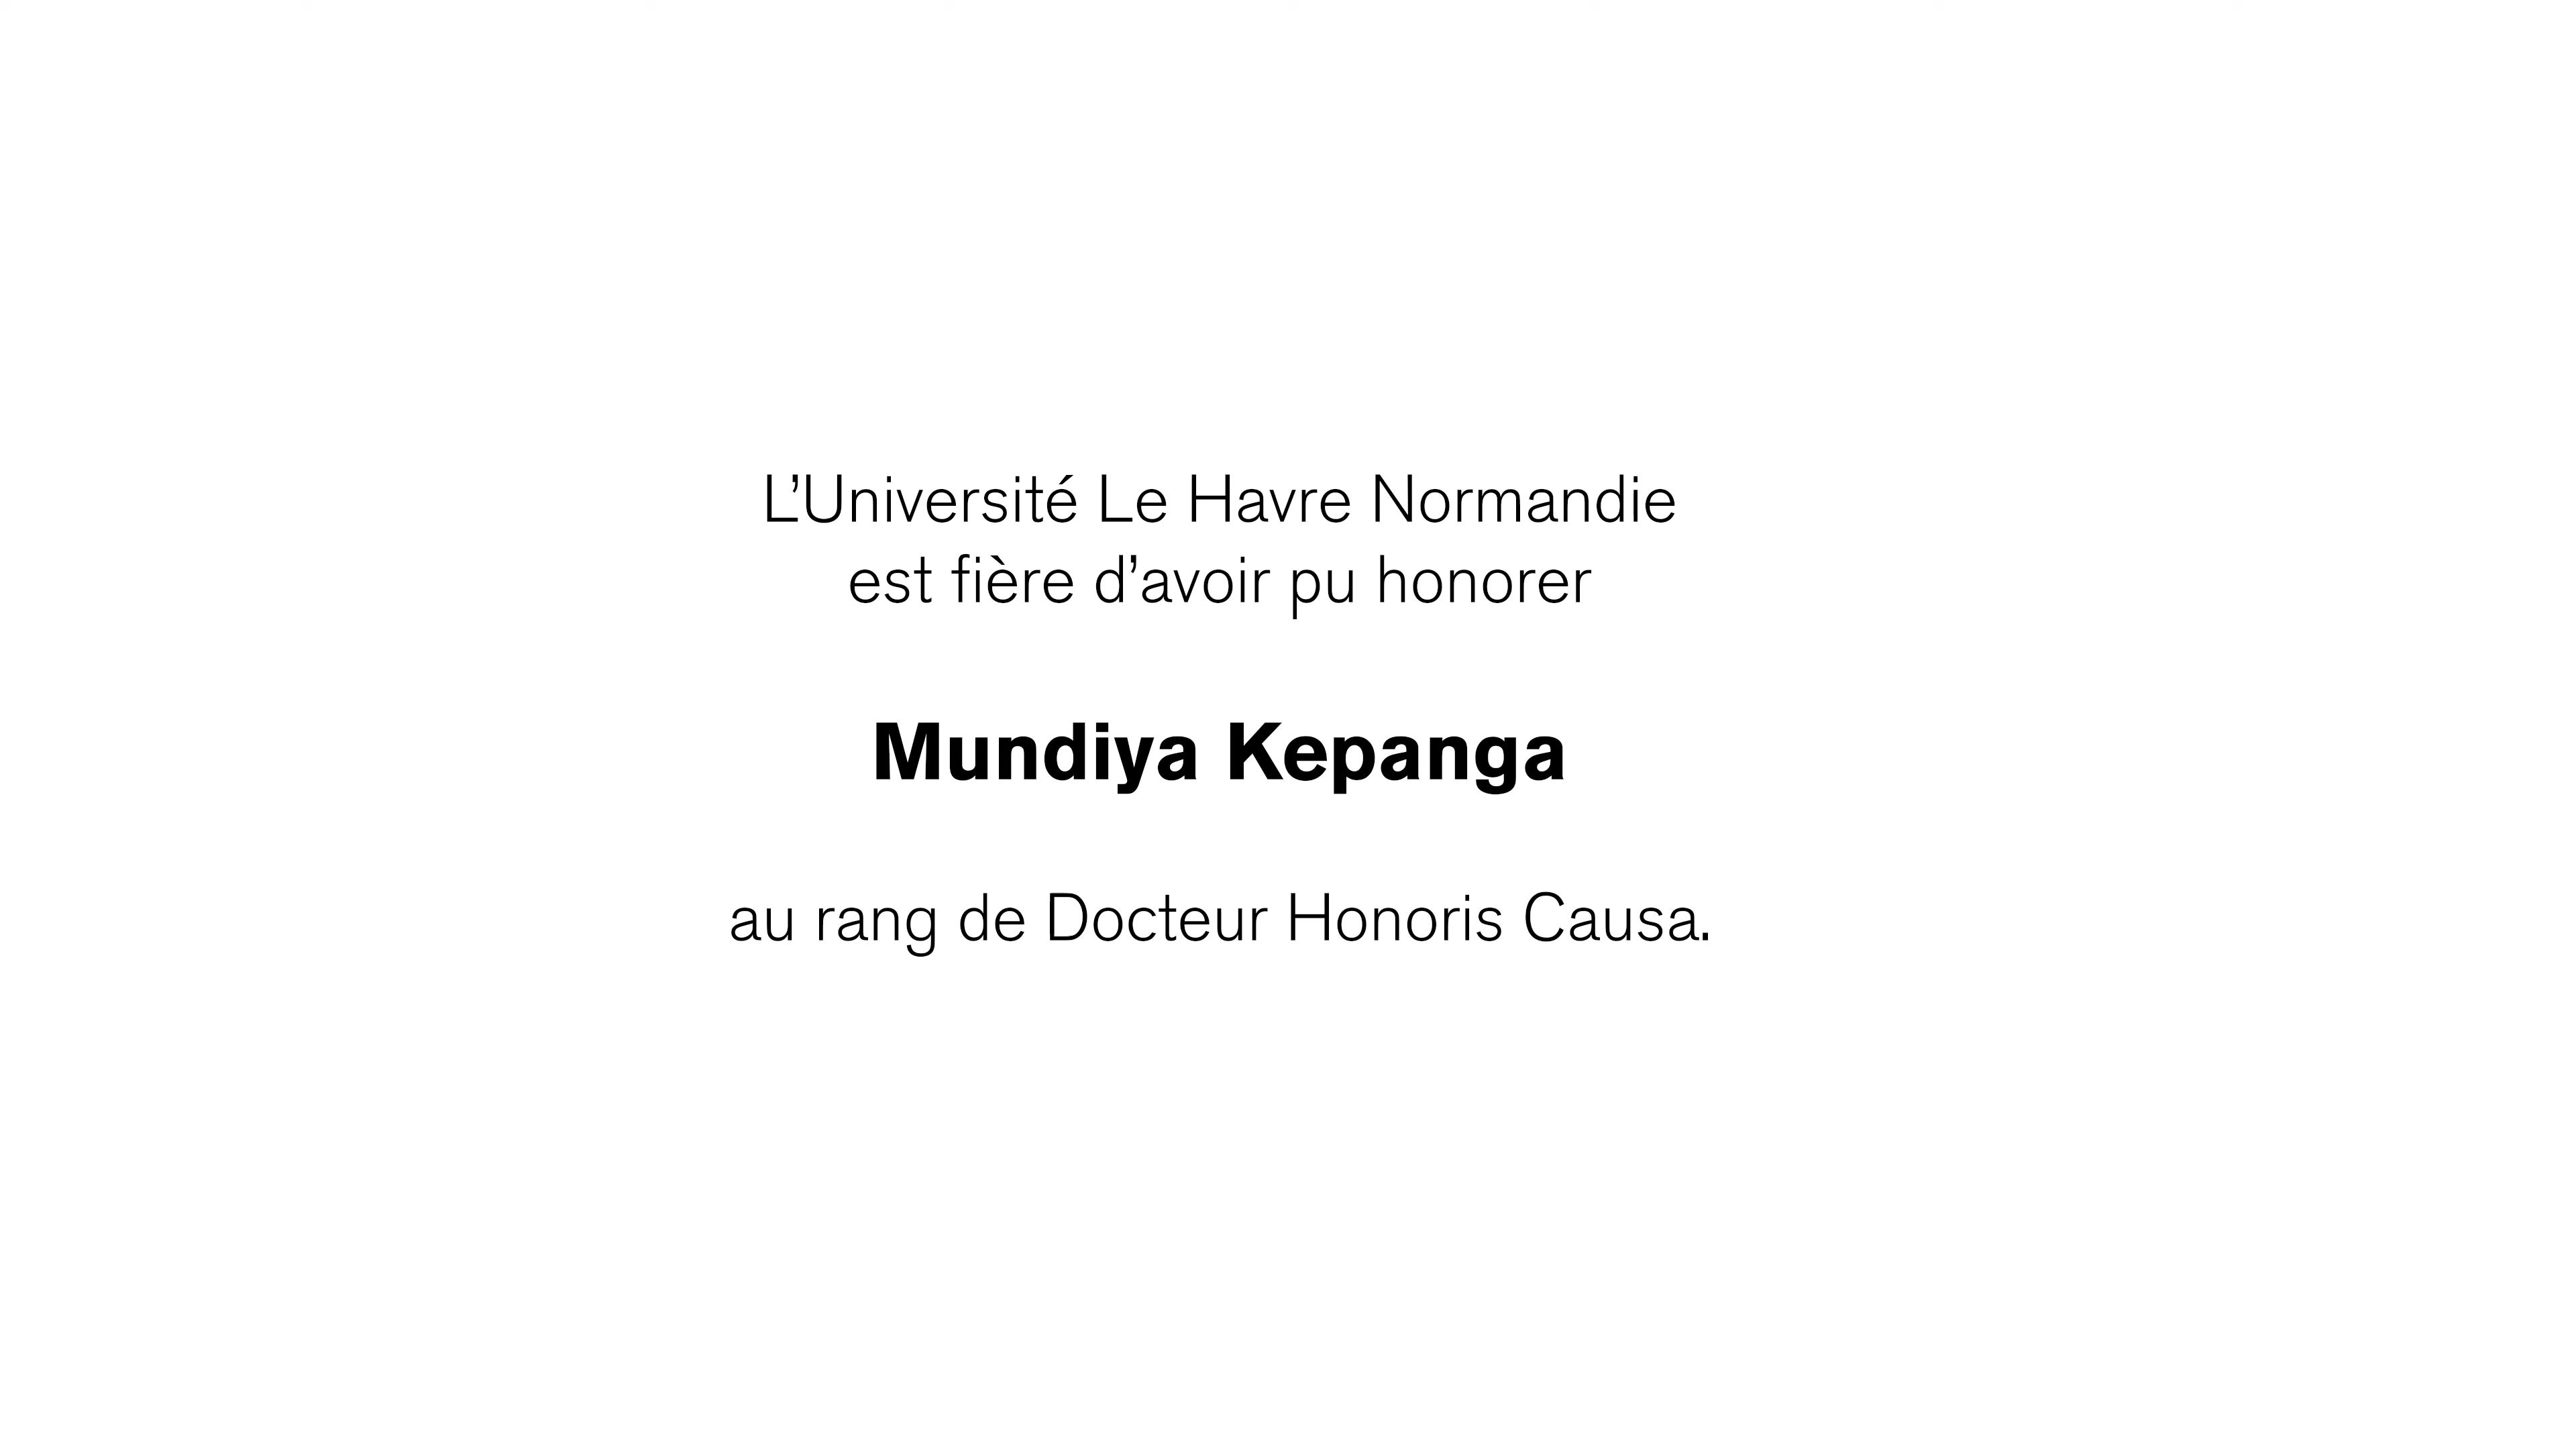 L’Université Le Havre Normandie
est fière d’avoir pu honorer
Mundiya Kepanga
au rang de Docteur Honoris Causa.